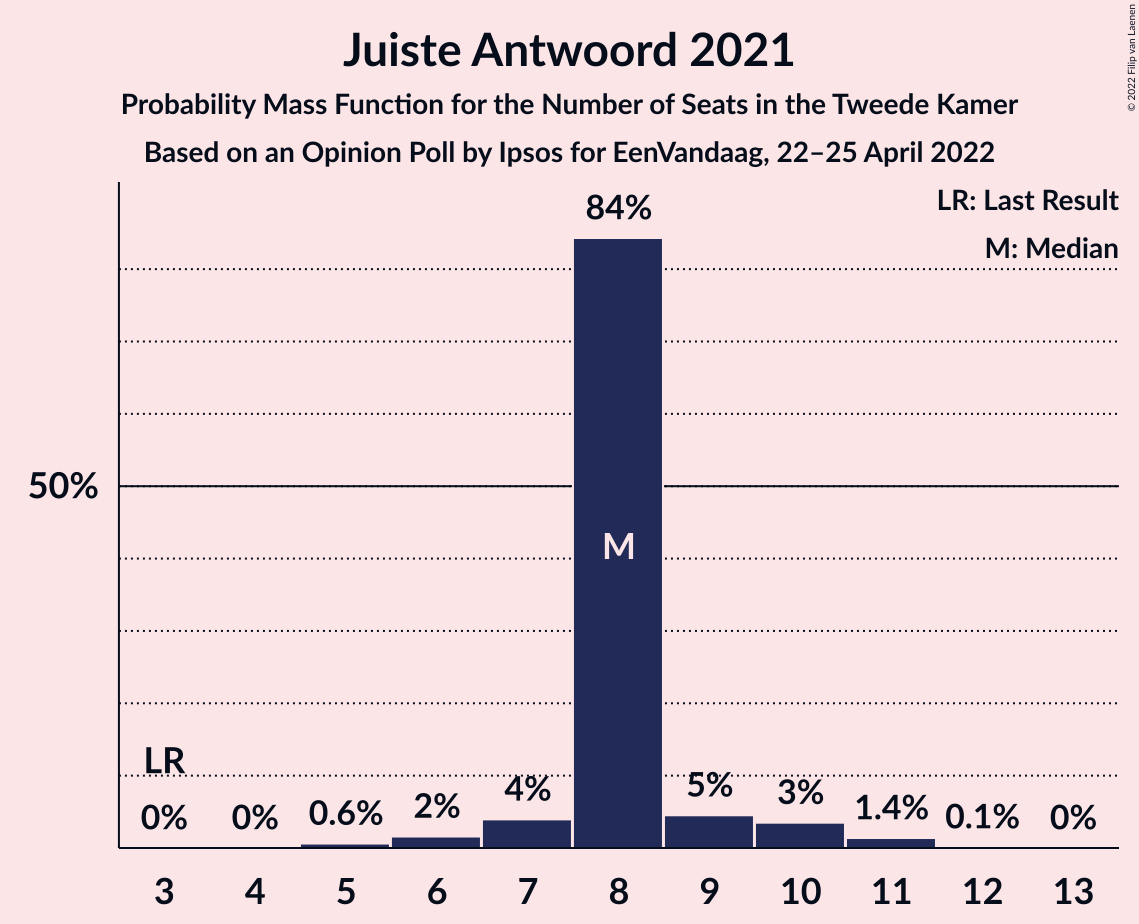 Juiste Antwoord 2021
Probability Mass Function for the Number of Seats in the Tweede Kamer
Based on an Opinion Poll by Ipsos for EenVandaag, 22–25 April 2022
© 2022 Filip van Laenen
LR: Last Result
M: Median
84%
50%
M
LR
0% 0% 0.6% 2% 4% 5% 3% 1.4% 0.1% 0%
3 4 5 6 7 8 9 10 11 12 13